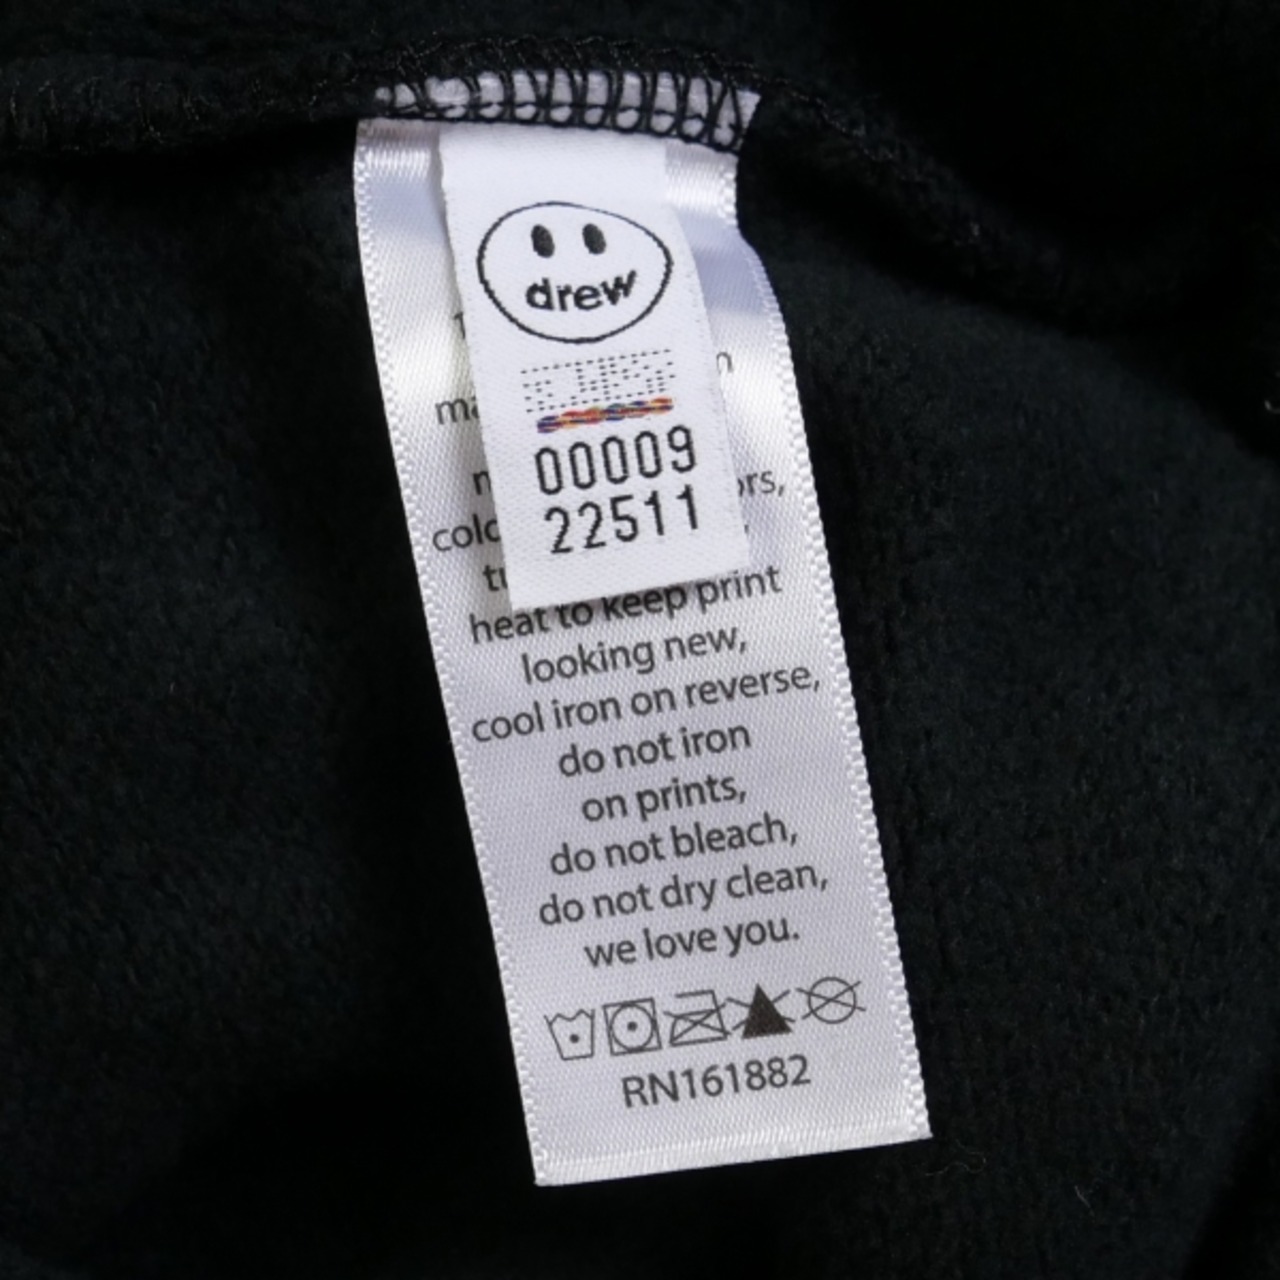 drew
00009
22511
heat to keep print
looking new,
cool iron on reverse,
do not iron
on prints,
do not bleach,
do not dry clean,
we love you.
RN161882